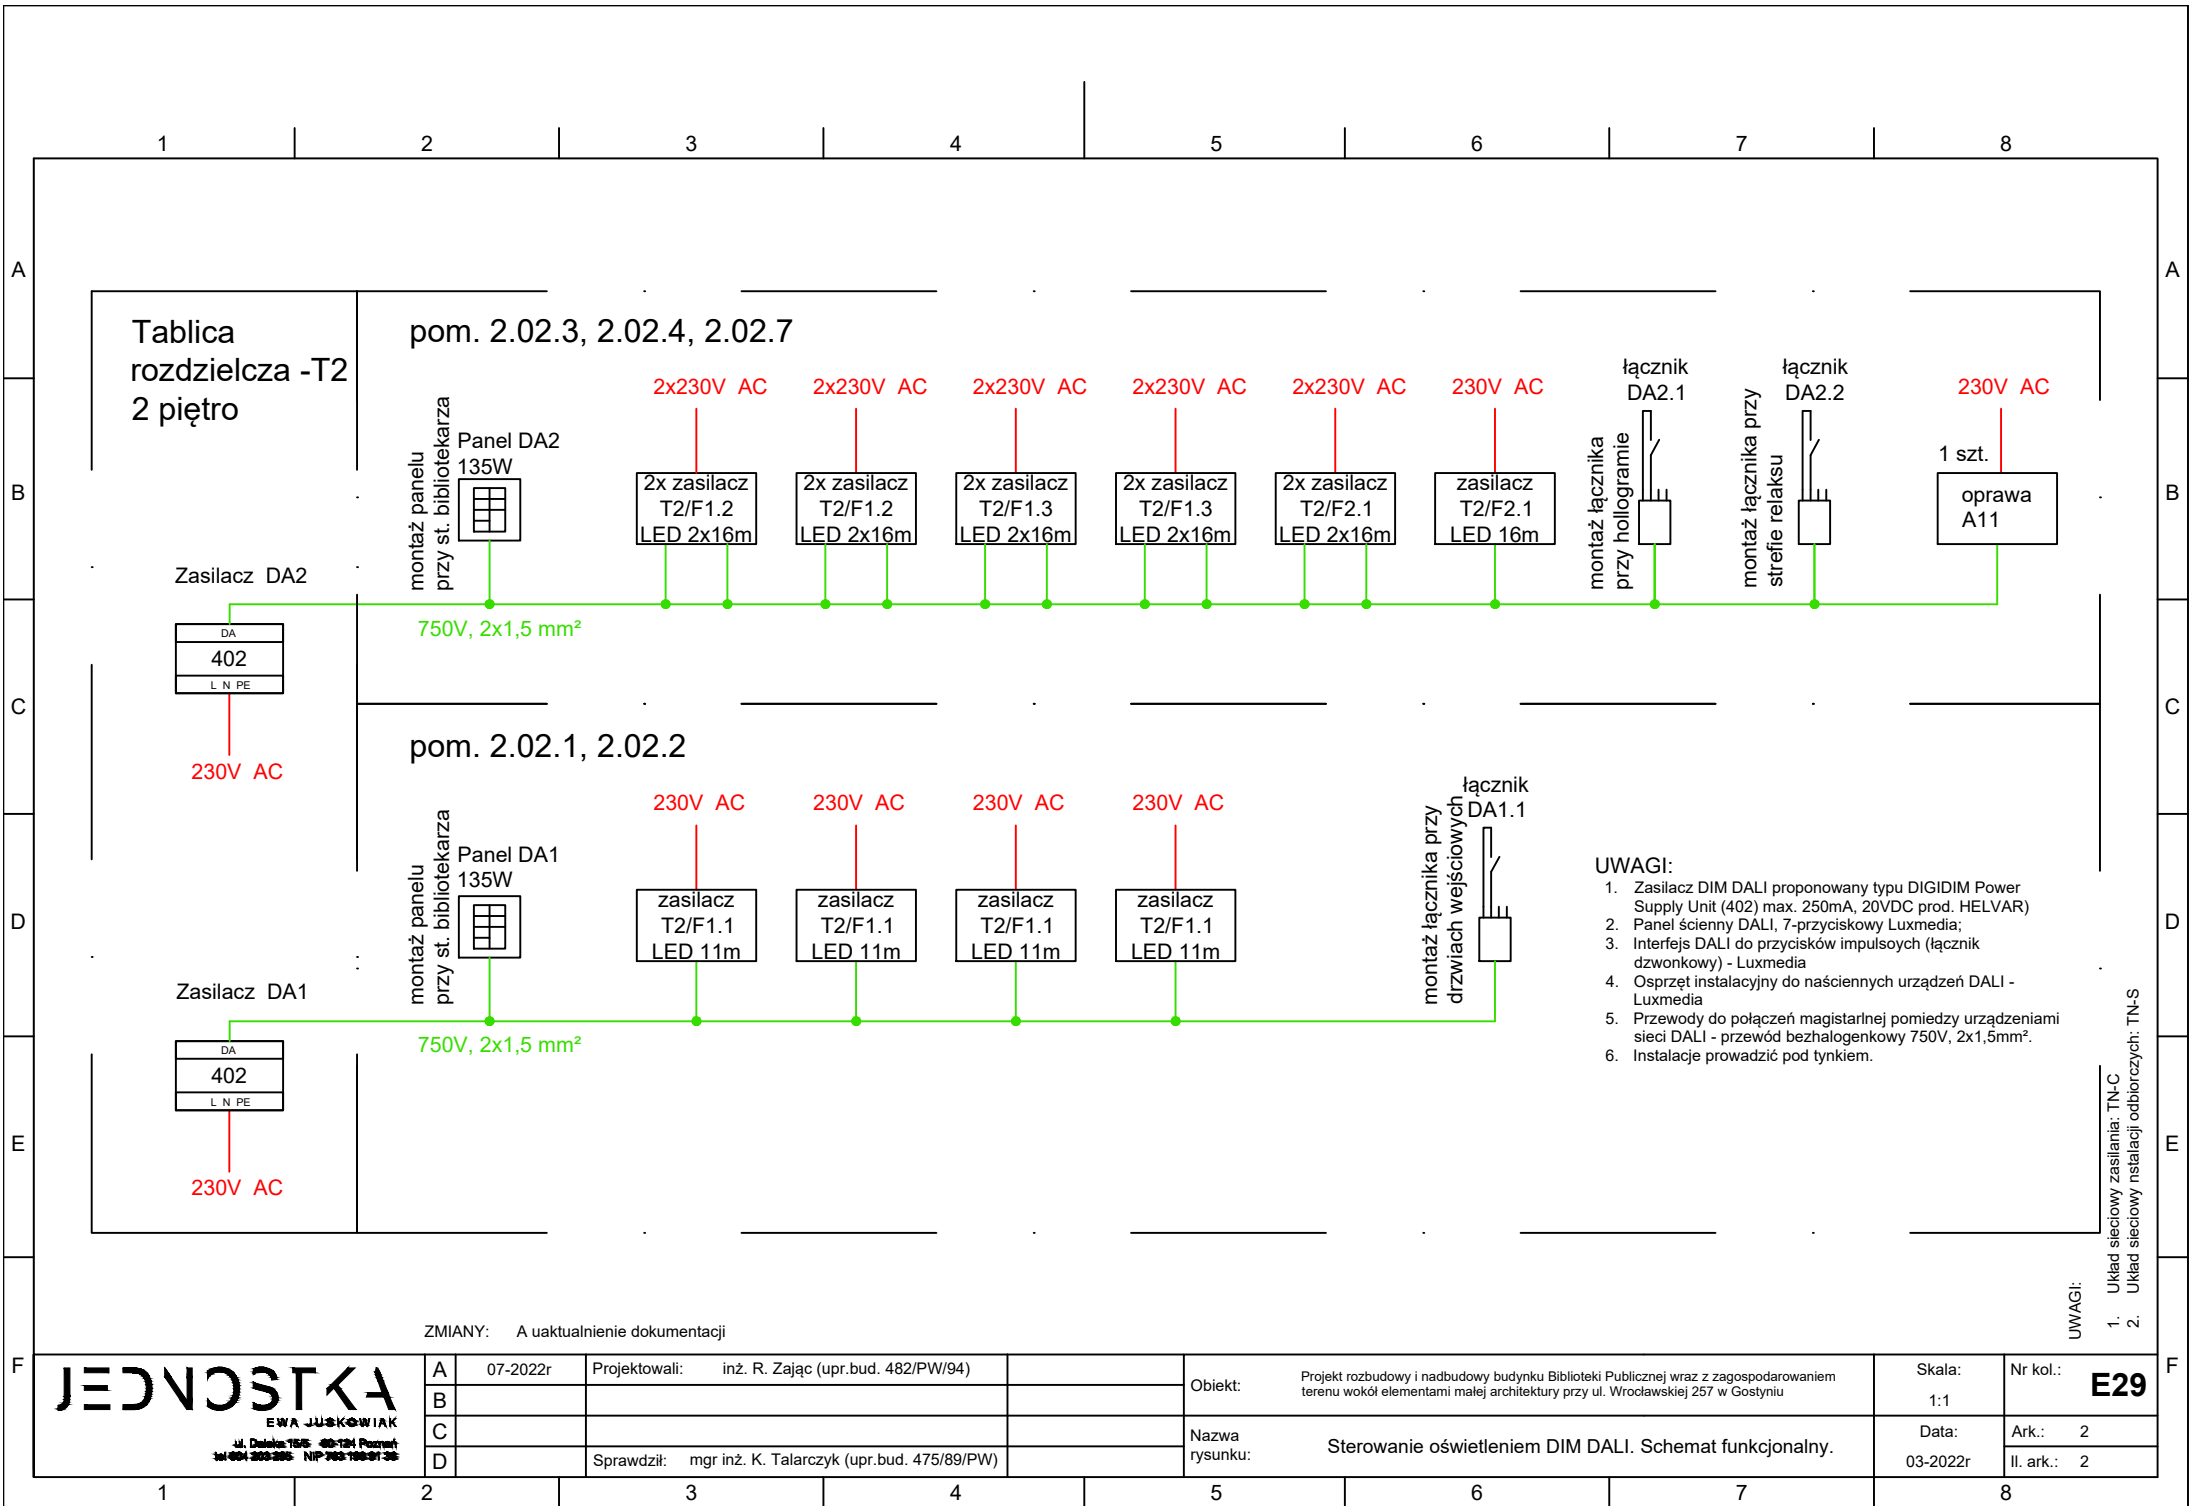 1 2 3 4 5 6 7 8
A A
B B
C C
D D
E E
F F
Tablica
rozdzielcza -T2
2 piętro
Zasilacz DA2
DA
402
L N PE
230V AC
Zasilacz DA1
DA
402
L N PE
230V AC
pom. 2.02.3, 2.02.4, 2.02.7
montaż panelu
przy st. bibliotekarza
Panel DA2
135W
750V, 2x1,5 mm²
2x230V AC
2x zasilacz
T2/F1.2
LED 2x16m
2x230V AC
2x zasilacz
T2/F1.2
LED 2x16m
2x230V AC
2x zasilacz
T2/F1.3
LED 2x16m
2x230V AC
2x zasilacz
T2/F1.3
LED 2x16m
2x230V AC
2x zasilacz
T2/F2.1
LED 2x16m
230V AC
zasilacz
T2/F2.1
LED 16m
łącznik
DA2.1
montaż łącznika
przy hollogramie
łącznik
DA2.2
montaż łącznika przy
strefie relaksu
230V AC
1 szt.
oprawa
A11
pom. 2.02.1, 2.02.2
montaż panelu
przy st. bibliotekarza
Panel DA1
135W
750V, 2x1,5 mm²
230V AC
zasilacz
T2/F1.1
LED 11m
230V AC
zasilacz
T2/F1.1
LED 11m
230V AC
zasilacz
T2/F1.1
LED 11m
230V AC
zasilacz
T2/F1.1
LED 11m
łącznik
DA1.1
montaż łącznika przy
drzwiach wejściowych
UWAGI:
1. Zasilacz DIM DALI proponowany typu DIGIDIM Power
Supply Unit (402) max. 250mA, 20VDC prod. HELVAR)
2. Panel ścienny DALI, 7-przyciskowy Luxmedia;
3. Interfejs DALI do przycisków impulsoych (łącznik
dzwonkowy) - Luxmedia
4. Osprzęt instalacyjny do naściennych urządzeń DALI -
Luxmedia
5. Przewody do połączeń magistarlnej pomiedzy urządzeniami
sieci DALI - przewód bezhalogenkowy 750V, 2x1,5mm².
6. Instalacje prowadzić pod tynkiem.
UWAGI:
1. Układ sieciowy zasilania: TN-C
2. Układ sieciowy nstalacji odbiorczych: TN-S
ZMIANY: A uaktualnienie dokumentacji
JEDNOSTKA
EWA JUSKOWIAK
A 07-2022r Projektowali: inż. R. Zając (upr.bud. 482/PW/94)
B
C
D Sprawdził: mgr inż. K. Talarczyk (upr.bud. 475/89/PW)
Obiekt: Projekt rozbudowy i nadbudowy budynku Biblioteki Publicznej wraz z zagospodarowaniem
terenu wokół elementami małej architektury przy ul. Wrocławskiej 257 w Gostyniu
Nazwa
rysunku: Sterowanie oświetleniem DIM DALI. Schemat funkcjonalny.
Skala:
1:1
Data:
03-2022r
Nr kol.: E29
Ark.: 2
Il. ark.: 2
1 2 3 4 5 6 7 8